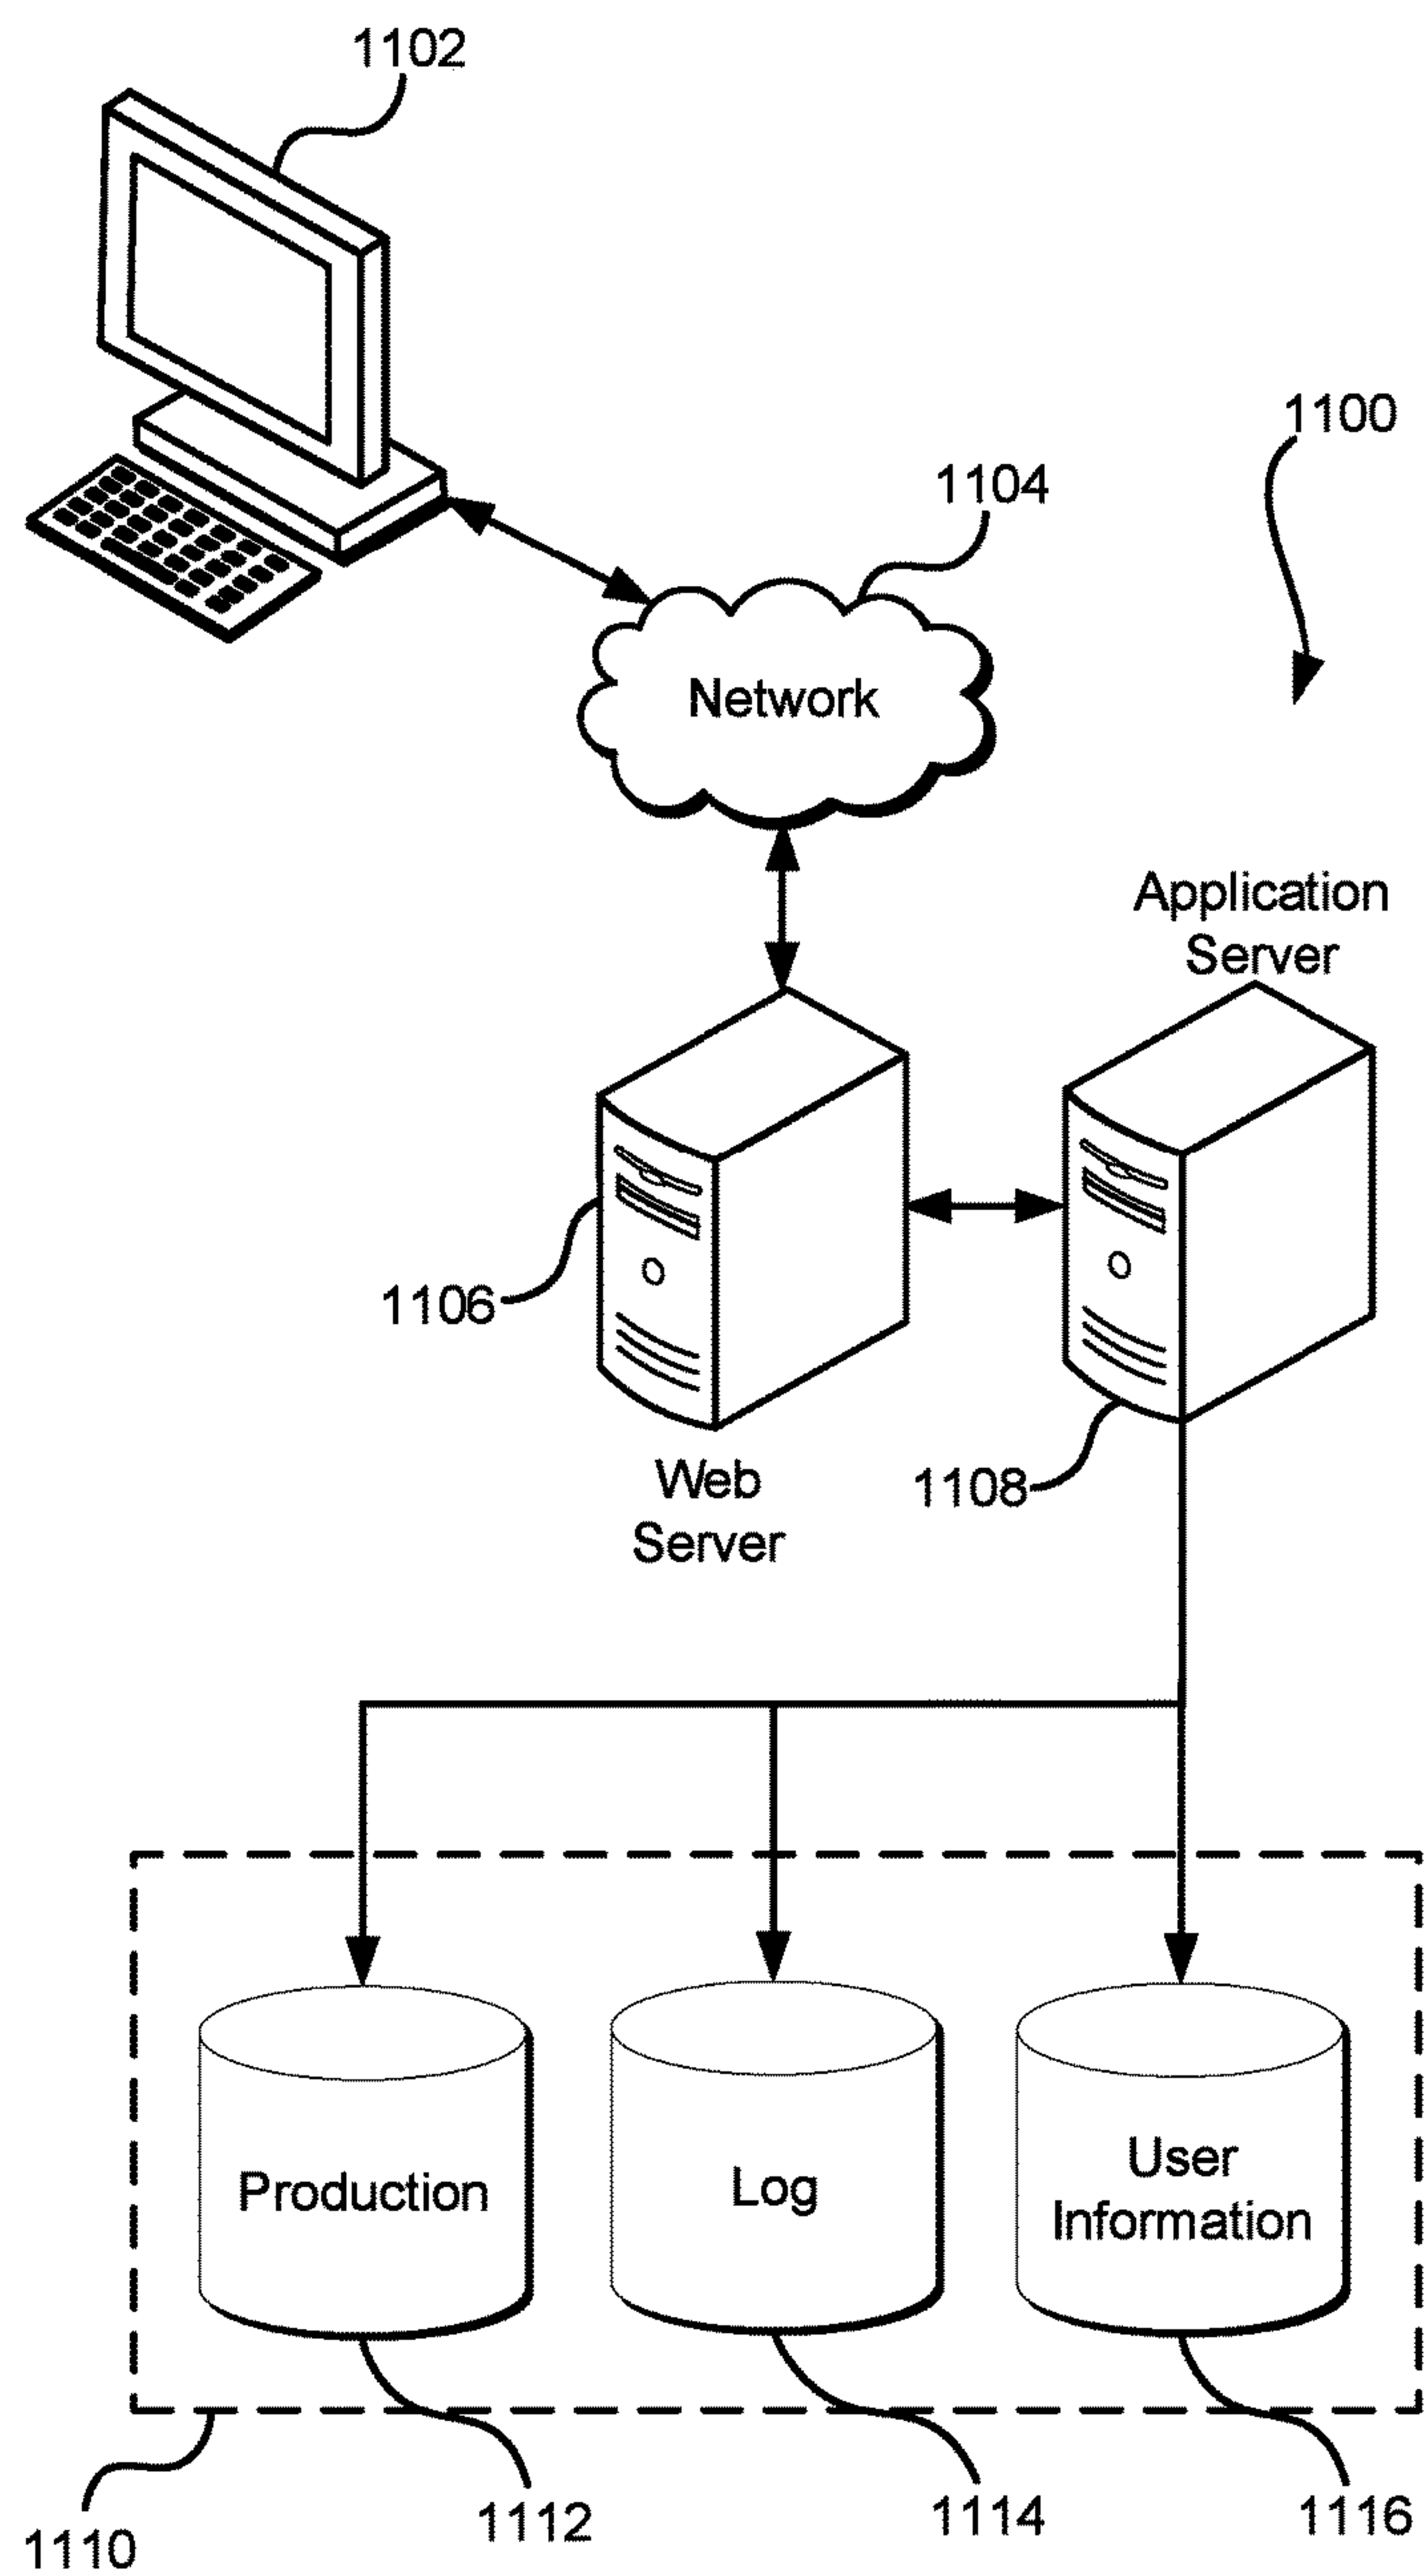 1102
1100
1104
Network
Application
Server
1106
Web
Server
1108
Production
Log
User
Information
1110
1112
1114
1116